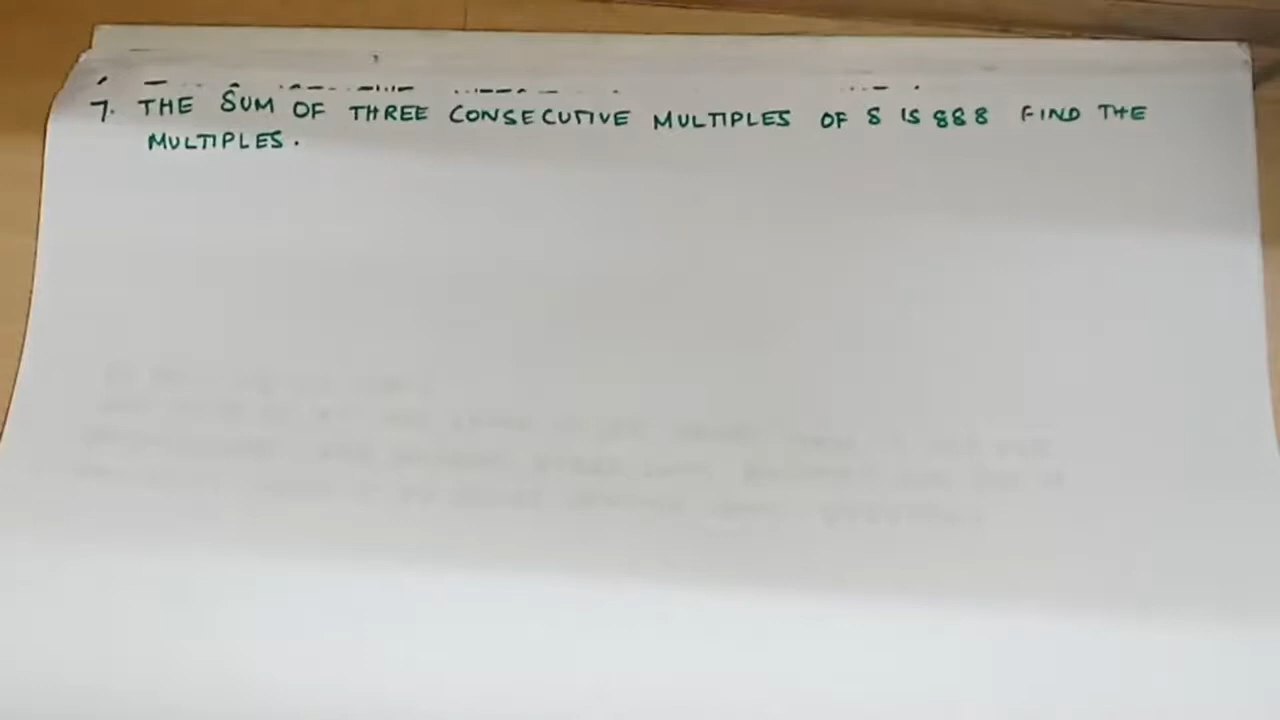 7. THE SUM OF THREE CONSECUTIVE MULTIPLES OF 8 IS 888 FIND THE
MULTIPLES.